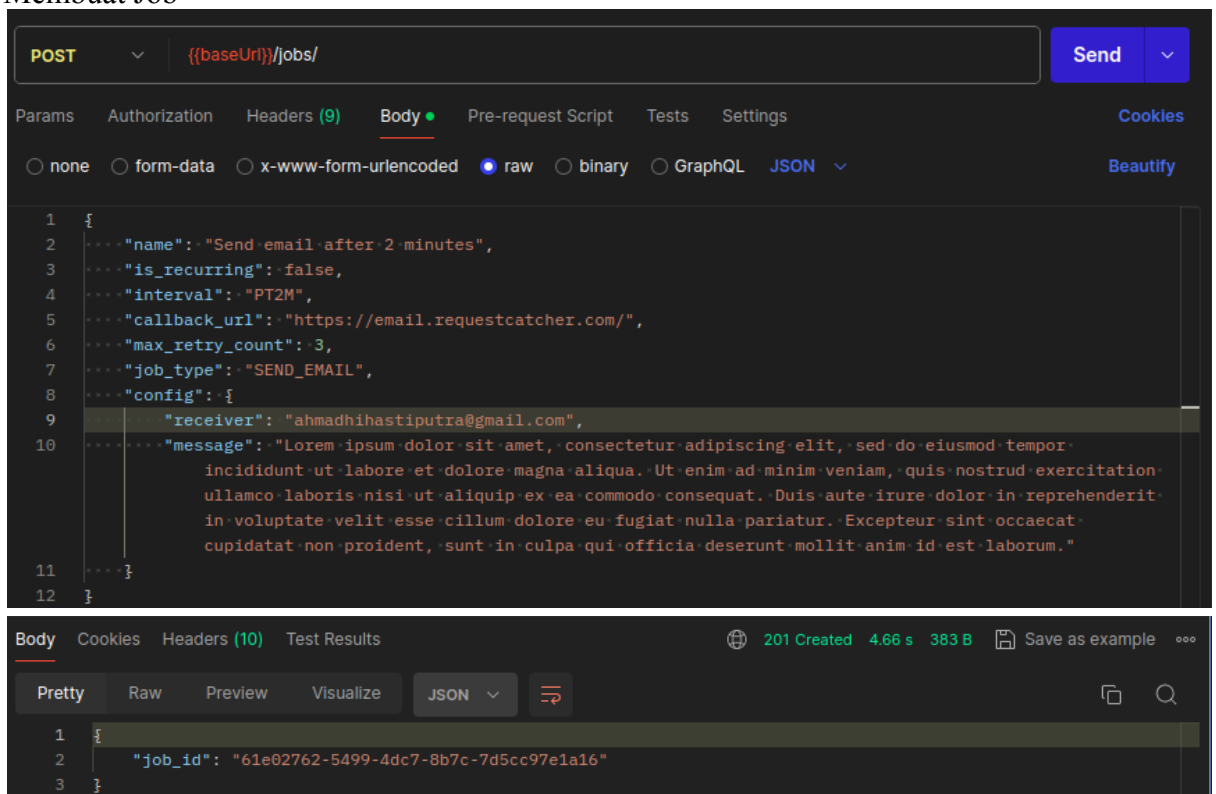 Membuat Job
POST {{baseUrl}}/jobs/ Send
Params Authorization Headers (9) Body Pre-request Script Tests Settings Cookies
none form-data x-www-form-urlencoded raw binary GraphQL JSON Beautify
1 {
2 "name": "Send email after 2 minutes",
3 "is_recurring": false,
4 "interval": "PT2M",
5 "callback_url": "https://email.requestcatcher.com/",
6 "max_retry_count": 3,
7 "job_type": "SEND_EMAIL",
8 "config": {
9 "receiver": "ahmadhihastiputra@gmail.com",
10 "message": "Lorem ipsum dolor sit amet, consectetur adipiscing elit, sed do eiusmod tempor
incididunt ut labore et dolore magna aliqua. Ut enim ad minim veniam, quis nostrud exercitation
ullamco laboris nisi ut aliquip ex ea commodo consequat. Duis aute irure dolor in reprehenderit
in voluptate velit esse cillum dolore eu fugiat nulla pariatur. Excepteur sint occaecat
cupidatat non proident, sunt in culpa qui officia deserunt mollit anim id est laborum."
11 }
12 }
Body Cookies Headers (10) Test Results 201 Created 4.66 s 383 B Save as example
Pretty Raw Preview Visualize JSON
1 {
2 "job_id": "61e02762-5499-4dc7-8b7c-7d5cc97e1a16"
3 }